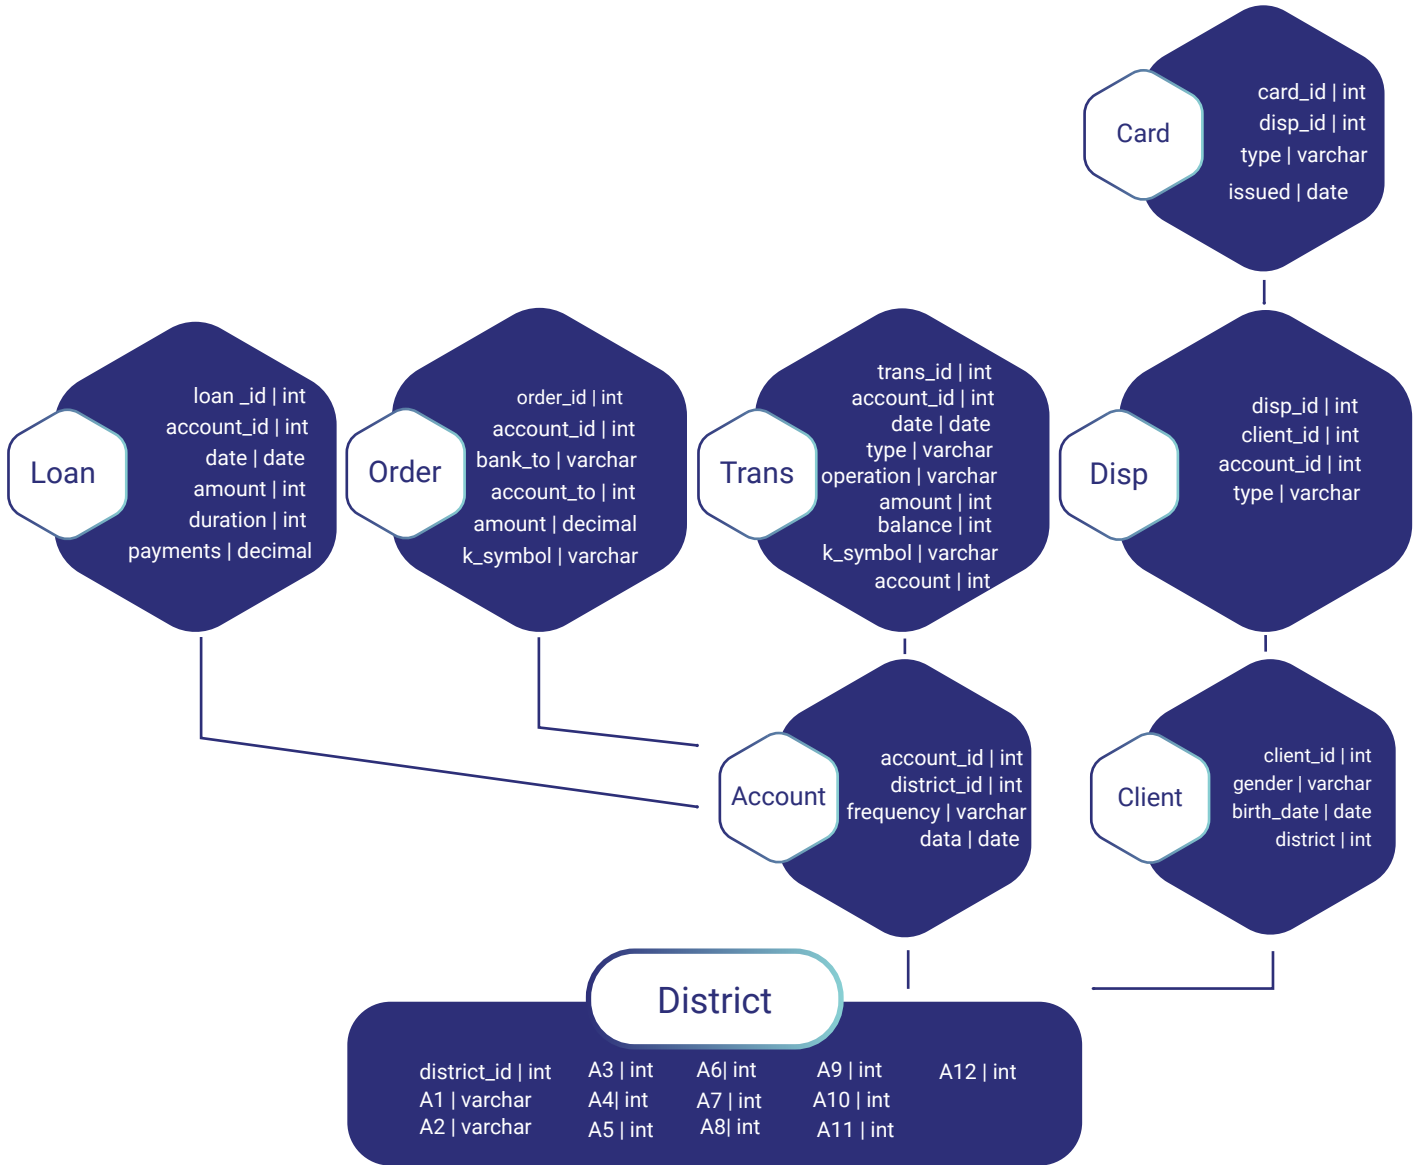 Card
card_id | int
disp_id | int
type | varchar
issued | date
Loan
loan _id | int
account_id | int
date | date
amount | int
duration | int
payments | decimal
Order
order_id | int
account_id | int
bank_to | varchar
account_to | int
amount | decimal
k_symbol | varchar
Trans
trans_id | int
account_id | int
date | date
type | varchar
operation | varchar
amount | int
balance | int
k_symbol | varchar
account | int
Disp
disp_id | int
client_id | int
account_id | int
type | varchar
Account
account_id | int
district_id | int
frequency | varchar
data | date
Client
client_id | int
gender | varchar
birth_date | date
district | int
District
district_id | int
A1 | varchar
A2 | varchar
A3 | int
A4| int
A5 | int
A6| int
A7 | int
A8| int
A9 | int
A10 | int
A11 | int
A12 | int